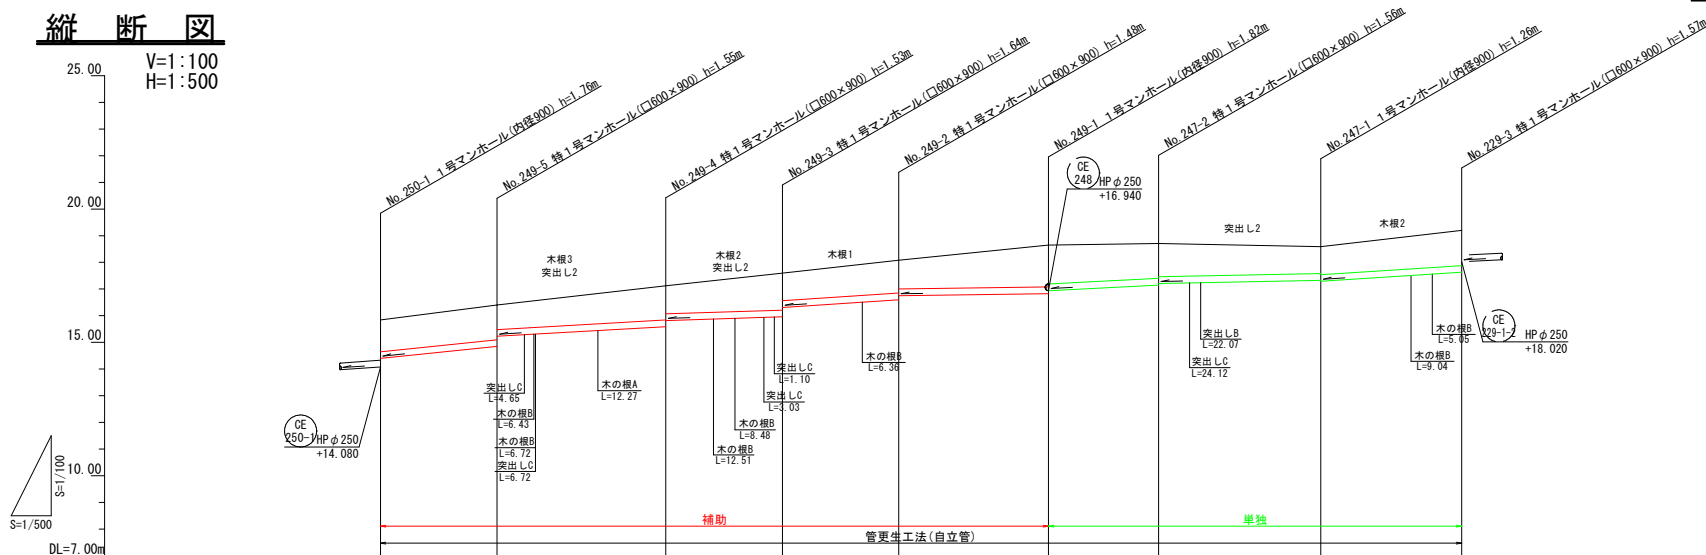 縦断図
V=1:100
H=1:500
25.00
20.00
15.00
10.00
DL=7.00m
S=1/100
S=1/500
No.250-1 1号マンホール(内径900) h=1.76m
No.249-5 特1号マンホール(□600×900) h=1.55m
No.249-4 特1号マンホール(□600×900) h=1.53m
No.249-3 特1号マンホール(□600×900) h=1.64m
No.249-2 特1号マンホール(□600×900) h=1.48m
No.249-1 1号マンホール(内径900) h=1.82m
No.247-2 特1号マンホール(□600×900) h=1.56m
No.247-1 1号マンホール(内径900) h=1.26m
No.229-3 特1号マンホール(□600×900) h=1.57m
CE
248
HPφ250
+16.940
木根3
突出し2
木根2
突出し2
木根1
突出し2
木根2
CE
250-1
HPφ250
+14.080
突出しC
L=4.65
木の根B
L=6.43
木の根B
L=6.72
突出しC
L=6.72
木の根A
L=12.27
木の根B
L=12.51
木の根B
L=8.48
突出しC
L=3.03
突出しC
L=1.10
木の根B
L=6.36
突出しC
L=24.12
突出しB
L=22.07
木の根B
L=9.04
木の根B
L=5.05
CE
229-1-2
HPφ250
+18.020
補助
単独
管更生工法(自立管)